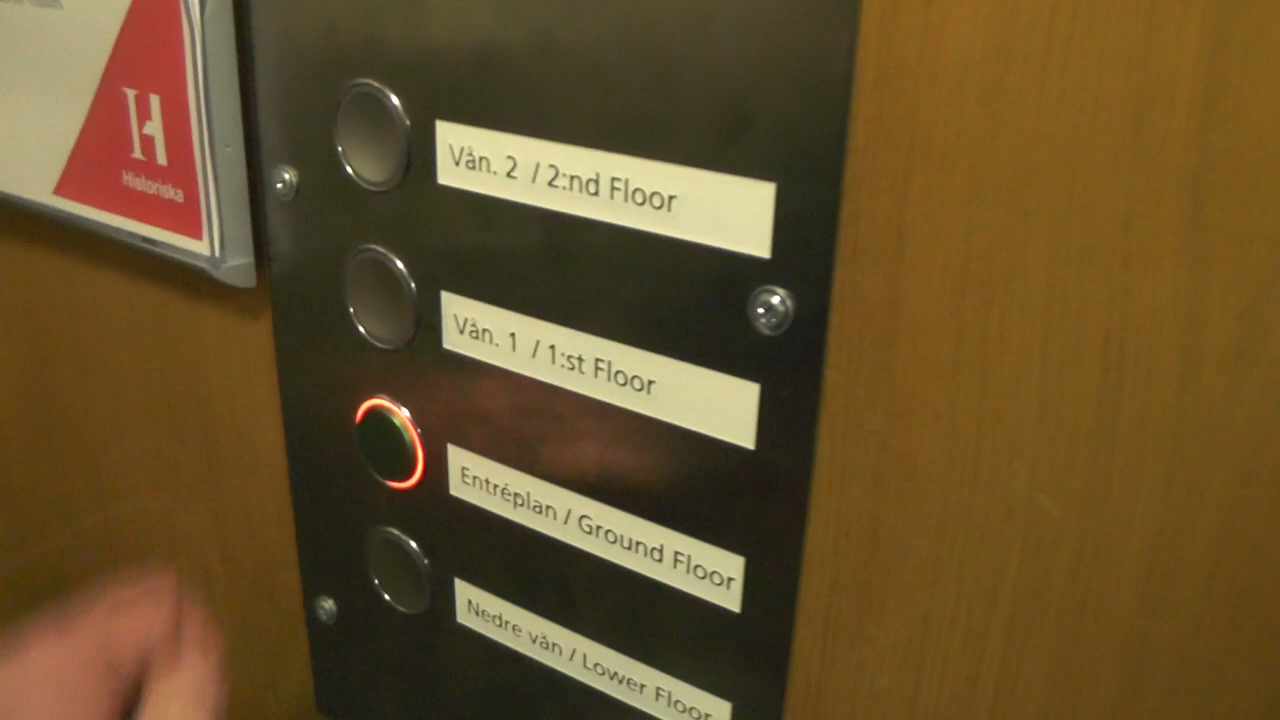 H
Historiska
Vån. 2 / 2:nd Floor
Vån. 1 / 1:st Floor
Entréplan / Ground Floor
Nedre vån / Lower Floor